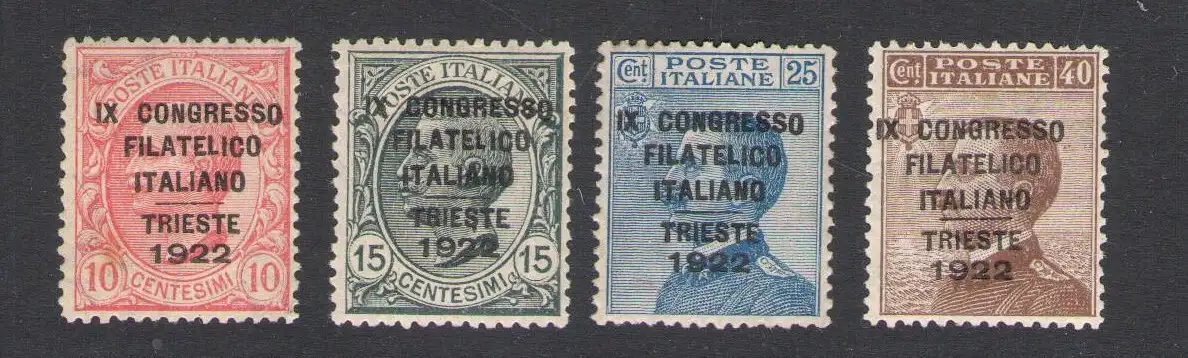 POSTE ITALIANE
IX CONGRESSO
FILATELICO
ITALIANO
TRIESTE
1922
10 10
CENTESIMI
POSTE ITALIANE
IX CONGRESSO
FILATELICO
ITALIANO
TRIESTE
1922
15 15
CENTESIMI
Cent. POSTE 25
ITALIANE
IX CONGRESSO
FILATELICO
ITALIANO
TRIESTE
1922
Cent. POSTE 40
ITALIANE
IX CONGRESSO
FILATELICO
ITALIANO
TRIESTE
1922